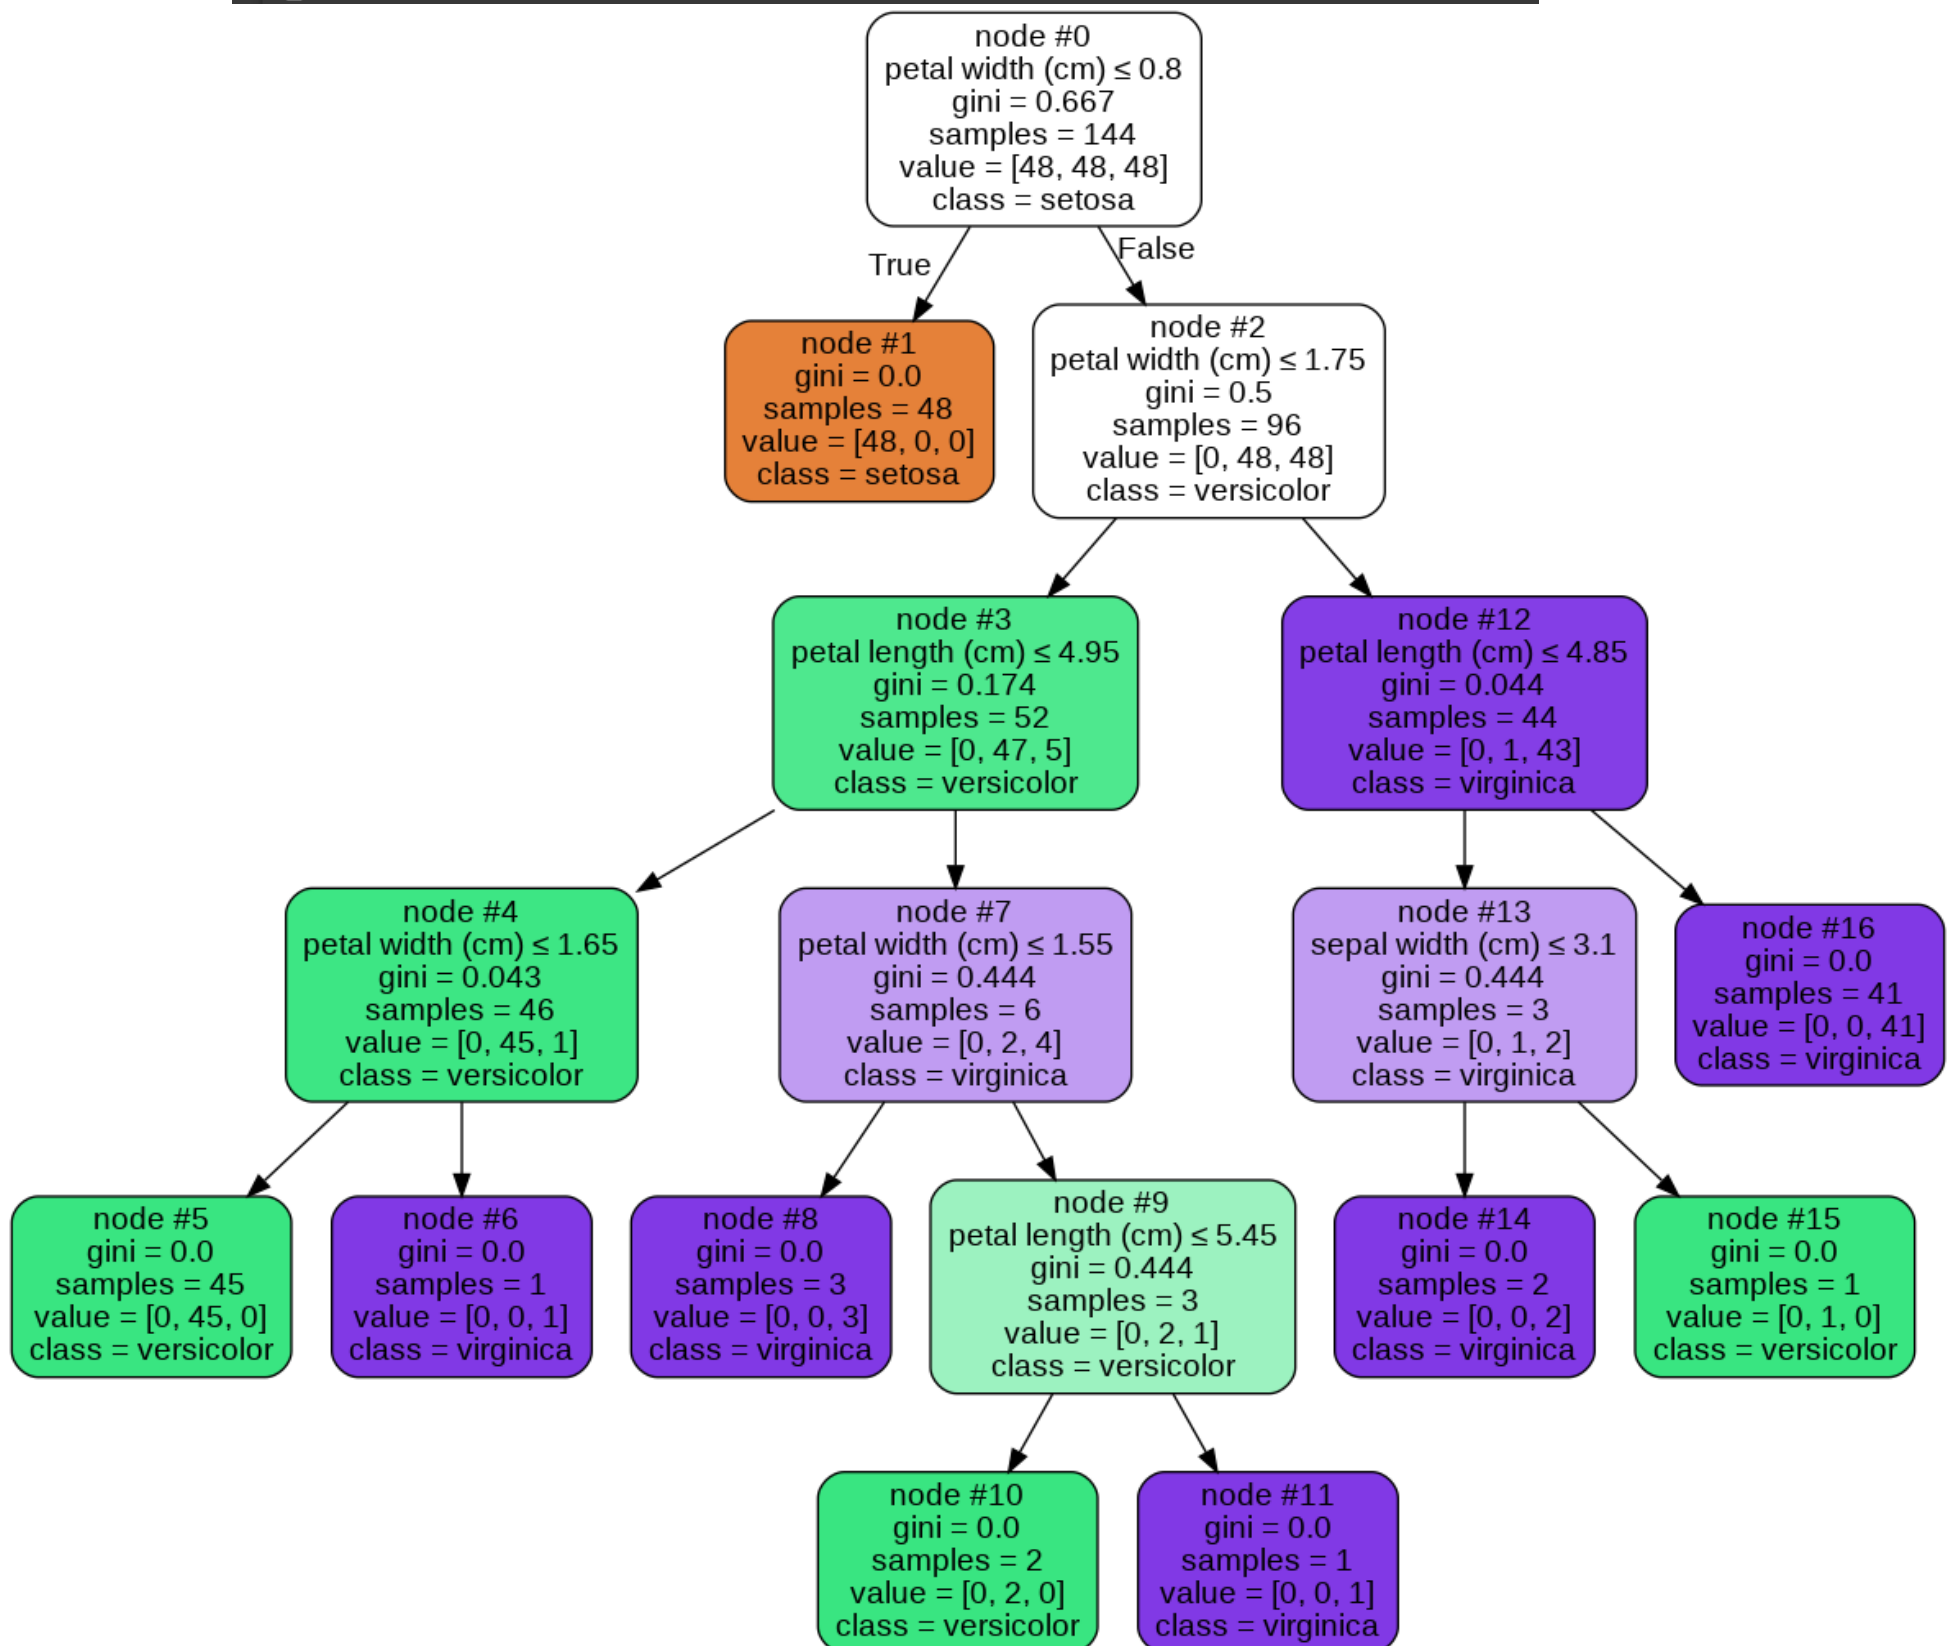 node #0
petal width (cm) ≤ 0.8
gini = 0.667
samples = 144
value = [48, 48, 48]
class = setosa
True
False
node #1
gini = 0.0
samples = 48
value = [48, 0, 0]
class = setosa
node #2
petal width (cm) ≤ 1.75
gini = 0.5
samples = 96
value = [0, 48, 48]
class = versicolor
node #3
petal length (cm) ≤ 4.95
gini = 0.174
samples = 52
value = [0, 47, 5]
class = versicolor
node #12
petal length (cm) ≤ 4.85
gini = 0.044
samples = 44
value = [0, 1, 43]
class = virginica
node #4
petal width (cm) ≤ 1.65
gini = 0.043
samples = 46
value = [0, 45, 1]
class = versicolor
node #7
petal width (cm) ≤ 1.55
gini = 0.444
samples = 6
value = [0, 2, 4]
class = virginica
node #13
sepal width (cm) ≤ 3.1
gini = 0.444
samples = 3
value = [0, 1, 2]
class = virginica
node #16
gini = 0.0
samples = 41
value = [0, 0, 41]
class = virginica
node #5
gini = 0.0
samples = 45
value = [0, 45, 0]
class = versicolor
node #6
gini = 0.0
samples = 1
value = [0, 0, 1]
class = virginica
node #8
gini = 0.0
samples = 3
value = [0, 0, 3]
class = virginica
node #9
petal length (cm) ≤ 5.45
gini = 0.444
samples = 3
value = [0, 2, 1]
class = versicolor
node #14
gini = 0.0
samples = 2
value = [0, 0, 2]
class = virginica
node #15
gini = 0.0
samples = 1
value = [0, 1, 0]
class = versicolor
node #10
gini = 0.0
samples = 2
value = [0, 2, 0]
class = versicolor
node #11
gini = 0.0
samples = 1
value = [0, 0, 1]
class = virginica